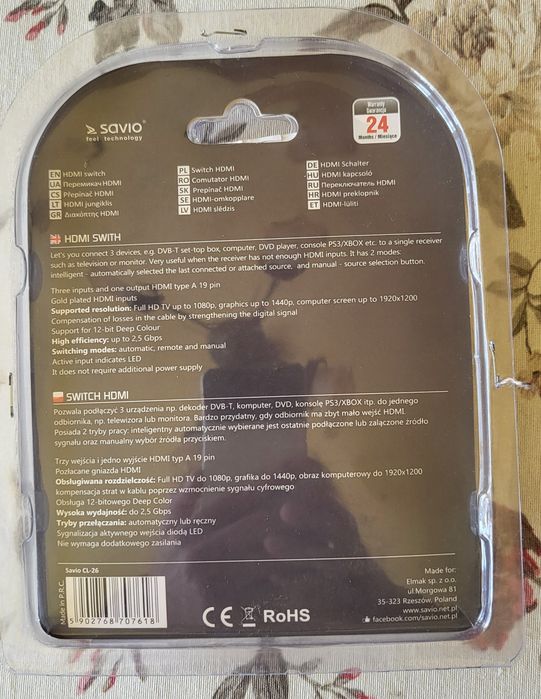 savio®
feel technology
Warranty
Gwarancja
24
Months / Miesiące
EN HDMI switch
UA Перемикач HDMI
CS Přepínač HDMI
LT HDMI jungiklis
GR Διακόπτης HDMI
PL Switch HDMI
RO Comutator HDMI
SK Prepínač HDMI
SE HDMI-omkopplare
LV HDMI slēdzis
DE HDMI Schalter
HU HDMI kapcsoló
RU Переключатель HDMI
HR HDMI preklopnik
ET HDMI-lüliti
HDMI SWITH
Let's you connect 3 devices, e.g. DVB-T set-top box, computer, DVD player, console PS3/XBOX etc. to a single receiver
such as television or monitor. Very useful when the receiver has not enough HDMI inputs. It has 2 modes:
intelligent - automatically selected the last connected or attached source, and manual - source selection button.
Three inputs and one output HDMI type A 19 pin
Gold plated HDMI inputs
Supported resolution: Full HD TV up to 1080p, graphics up to 1440p, computer screen up to 1920x1200
Compensation of losses in the cable by strengthening the digital signal
Support for 12-bit Deep Colour
High efficiency: up to 2,5 Gbps
Switching modes: automatic, remote and manual
Active input indicates LED
It does not require additional power supply
SWITCH HDMI
Pozwala podłączyć 3 urządzenia np. dekoder DVB-T, komputer, DVD, konsolę PS3/XBOX itp. do jednego
odbiornika, np. telewizora lub monitora. Bardzo przydatny, gdy odbiornik ma zbyt mało wejść HDMI.
Posiada 2 tryby pracy: inteligentny automatycznie wybierane jest ostatnie podłączone lub załączone źródło
sygnału oraz manualny wybór źródła przyciskiem.
Trzy wejścia i jedno wyjście HDMI typ A 19 pin
Pozłacane gniazda HDMI
Obsługiwana rozdzielczość: Full HD TV do 1080p, grafika do 1440p, obraz komputerowy do 1920x1200
kompensacja strat w kablu poprzez wzmocnienie sygnału cyfrowego
Obsługa 12-bitowego Deep Color
Wysoka wydajność: do 2,5 Gbps
Tryby przełączania: automatyczny lub ręczny
Sygnalizacja aktywnego wejścia diodą LED
Nie wymaga dodatkowego zasilania
Made in P.R.C.
Savio CL-26
5 902768 707618
CE RoHS
Made for:
Elmak sp. z o.o.
ul.Morgowa 81
35-323 Rzeszów, Poland
www.savio.net.pl
facebook.com/savio.net.pl